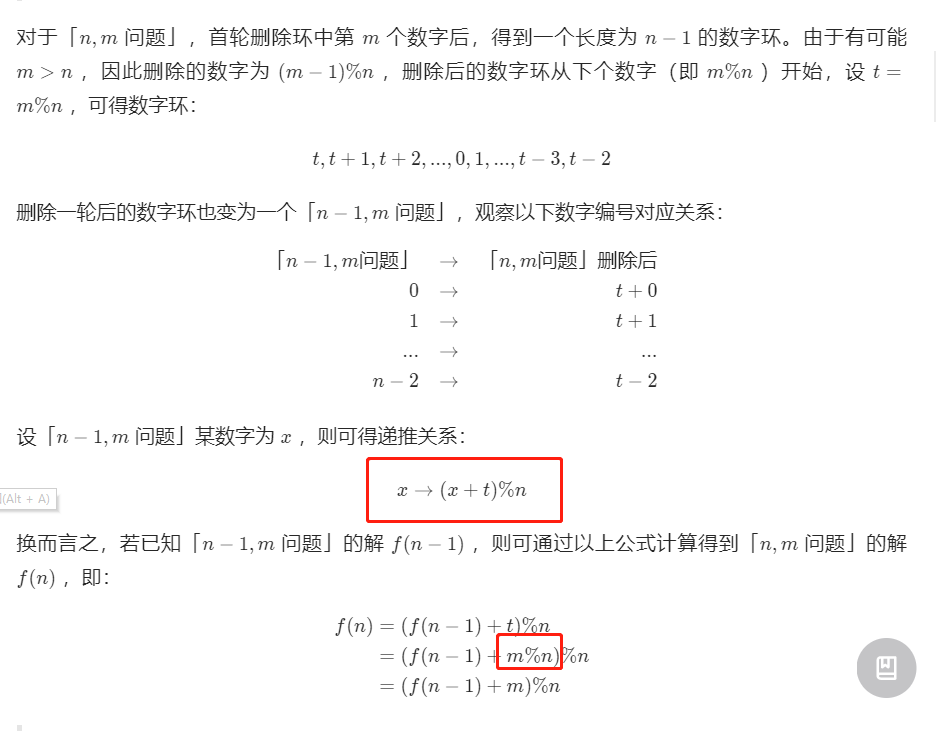 对于「n, m 问题」，首轮删除环中第 m 个数字后，得到一个长度为 n − 1 的数字环。由于有可能
m > n ，因此删除的数字为 (m − 1)%n ，删除后的数字环从下个数字（即 m%n ）开始，设 t =
m%n ，可得数字环：
t, t + 1, t + 2, ..., 0, 1, ..., t − 3, t − 2
删除一轮后的数字环也变为一个「n − 1, m 问题」，观察以下数字编号对应关系：
「n − 1, m问题」 → 「n, m问题」删除后
0 → t + 0
1 → t + 1
... → ...
n − 2 → t − 2
设「n − 1, m 问题」某数字为 x ，则可得递推关系：
x → (x + t)%n
(Alt + A)
换而言之，若已知「n − 1, m 问题」的解 f(n − 1) ，则可通过以上公式计算得到「n, m 问题」的解
f(n) ，即：
f(n) = (f(n − 1) + t)%n
= (f(n − 1) + m%n)%n
= (f(n − 1) + m)%n